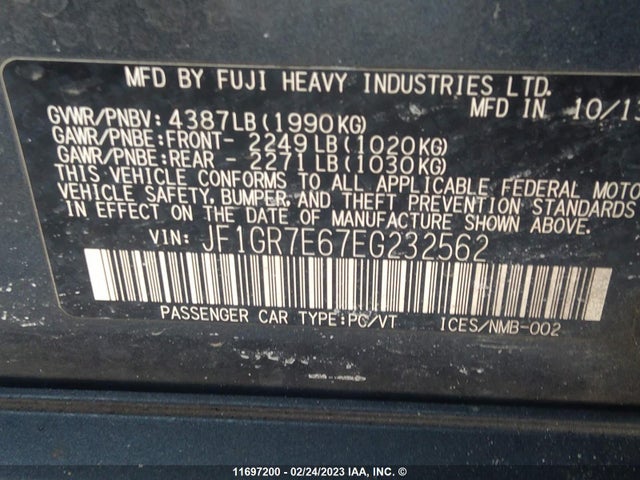 MFD BY FUJI HEAVY INDUSTRIES LTD.
MFD IN 10/13
GVWR/PNBV: 4387LB(1990KG)
GAWR/PNBE:FRONT- 2249LB(1020KG)
GAWR/PNBE:REAR - 2271LB(1030KG)
THIS VEHICLE CONFORMS TO ALL APPLICABLE FEDERAL MOTO
VEHICLE SAFETY, BUMPER, AND THEFT PREVENTION STANDARDS
IN EFFECT ON THE DATE OF MANUFACTURE SHOWN ABOVE.
VIN: JF1GR7E67EG232562
PASSENGER CAR TYPE:PC/VT ICES/NMB-002
11697200 - 02/24/2023 IAA, INC. ©